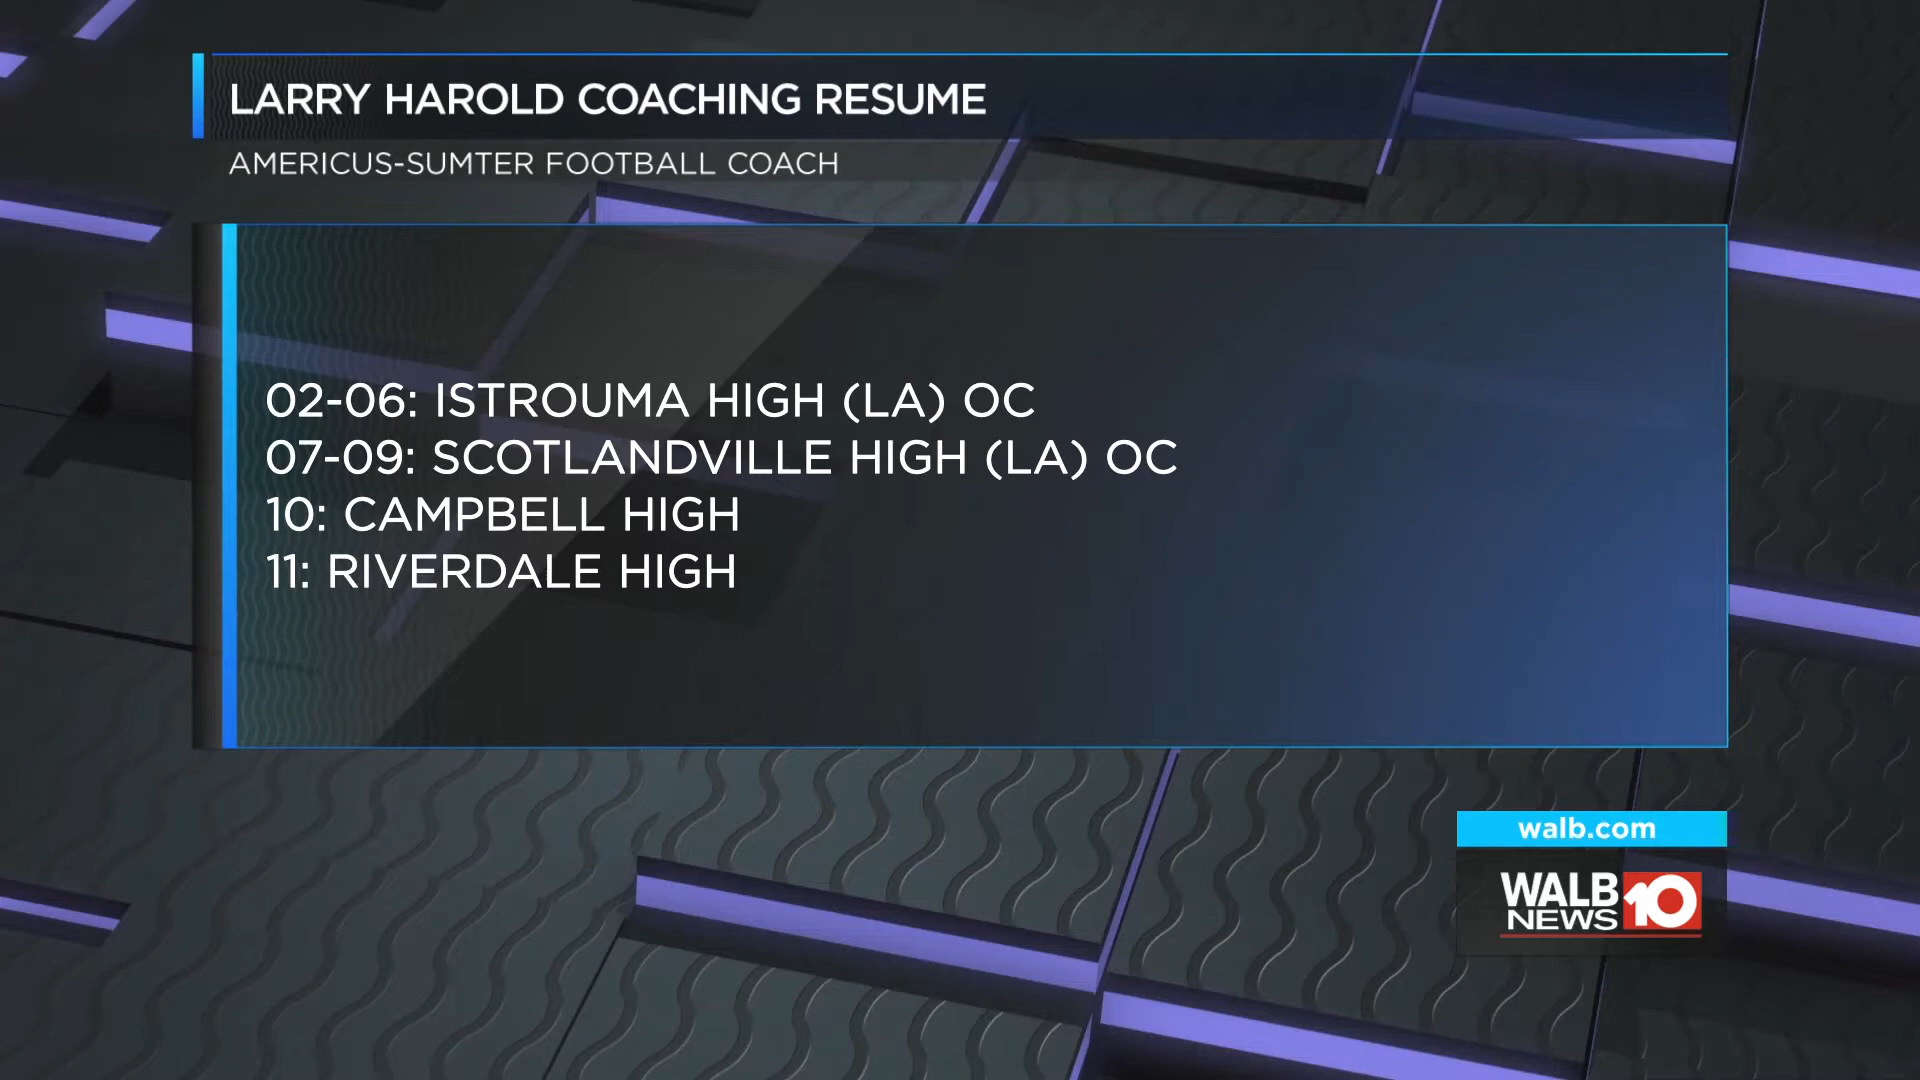 LARRY HAROLD COACHING RESUME
AMERICUS-SUMTER FOOTBALL COACH
02-06: ISTROUMA HIGH (LA) OC
07-09: SCOTLANDVILLE HIGH (LA) OC
10: CAMPBELL HIGH
11: RIVERDALE HIGH
walb.com
WALB
NEWS 10